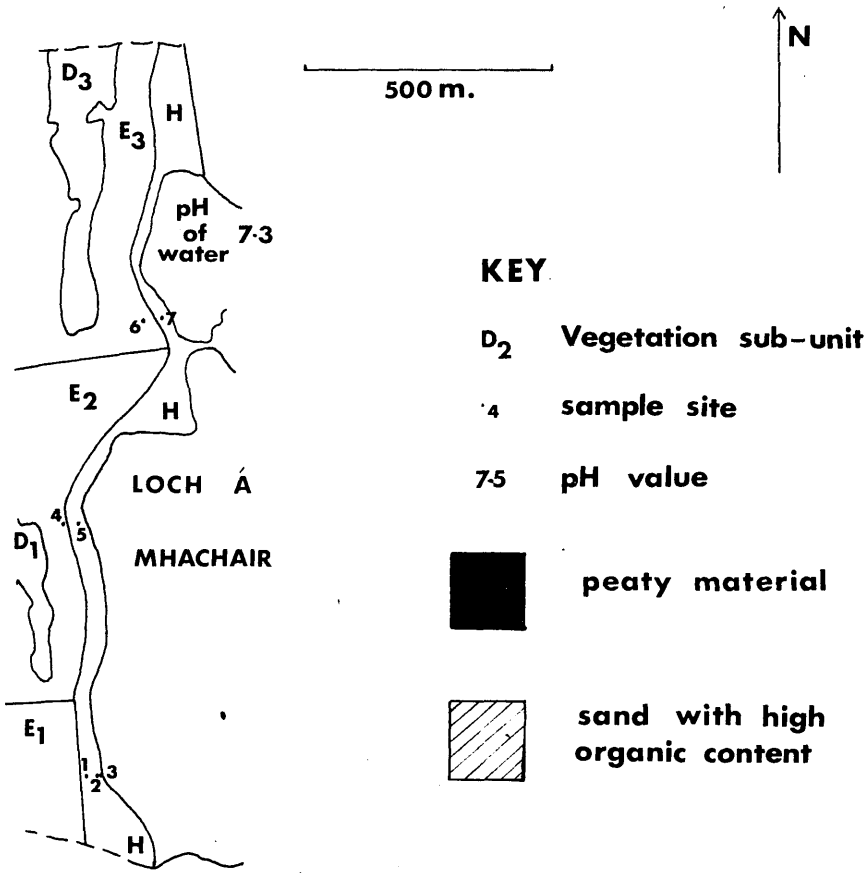 N
500 m.
D3
E3
H
pH
of
water
7·3
6
7
E2
H
LOCH Á
MHACHAIR
4
5
D1
E1
1
2
3
H
KEY
D2 Vegetation sub-unit
4 sample site
7·5 pH value
peaty material
sand with high
organic content